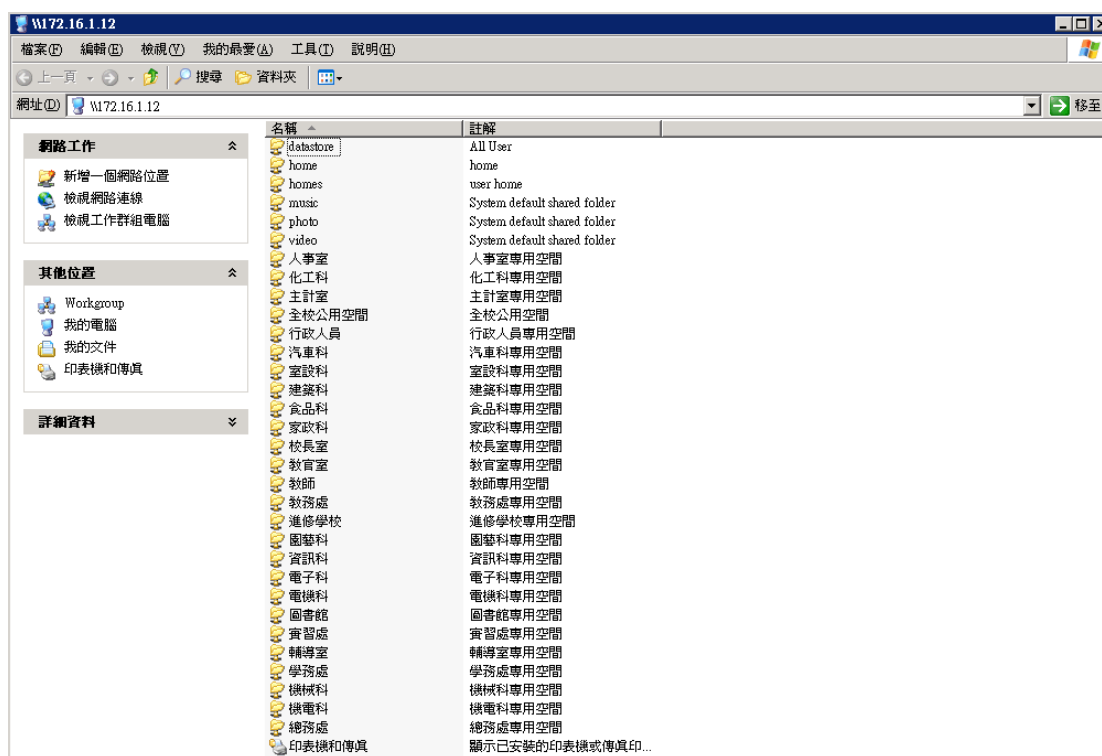 \\172.16.1.12
檔案(F) 編輯(E) 檢視(V) 我的最愛(A) 工具(T) 說明(H)
上一頁 搜尋 資料夾
網址(D) \\172.16.1.12 移至
網路工作
新增一個網路位置
檢視網路連線
檢視工作群組電腦
其他位置
Workgroup
我的電腦
我的文件
印表機和傳真
詳細資料
名稱 註解
datastore All User
home home
homes user home
music System default shared folder
photo System default shared folder
video System default shared folder
人事室 人事室專用空間
化工科 化工科專用空間
主計室 主計室專用空間
全校公用空間 全校公用空間
行政人員 行政人員專用空間
汽車科 汽車科專用空間
室設科 室設科專用空間
建築科 建築科專用空間
食品科 食品科專用空間
家政科 家政科專用空間
校長室 校長室專用空間
教官室 教官室專用空間
教師 教師專用空間
教務處 教務處專用空間
進修學校 進修學校專用空間
園藝科 園藝科專用空間
資訊科 資訊科專用空間
電子科 電子科專用空間
電機科 電機科專用空間
圖書館 圖書館專用空間
實習處 實習處專用空間
輔導室 輔導室專用空間
學務處 學務處專用空間
機械科 機械科專用空間
機電科 機電科專用空間
總務處 總務處專用空間
印表機和傳真 顯示已安裝的印表機或傳真印...